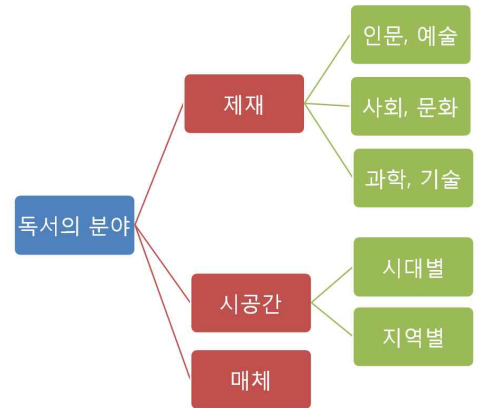 독서의 분야
제재
인문, 예술
사회, 문화
과학, 기술
시공간
시대별
지역별
매체